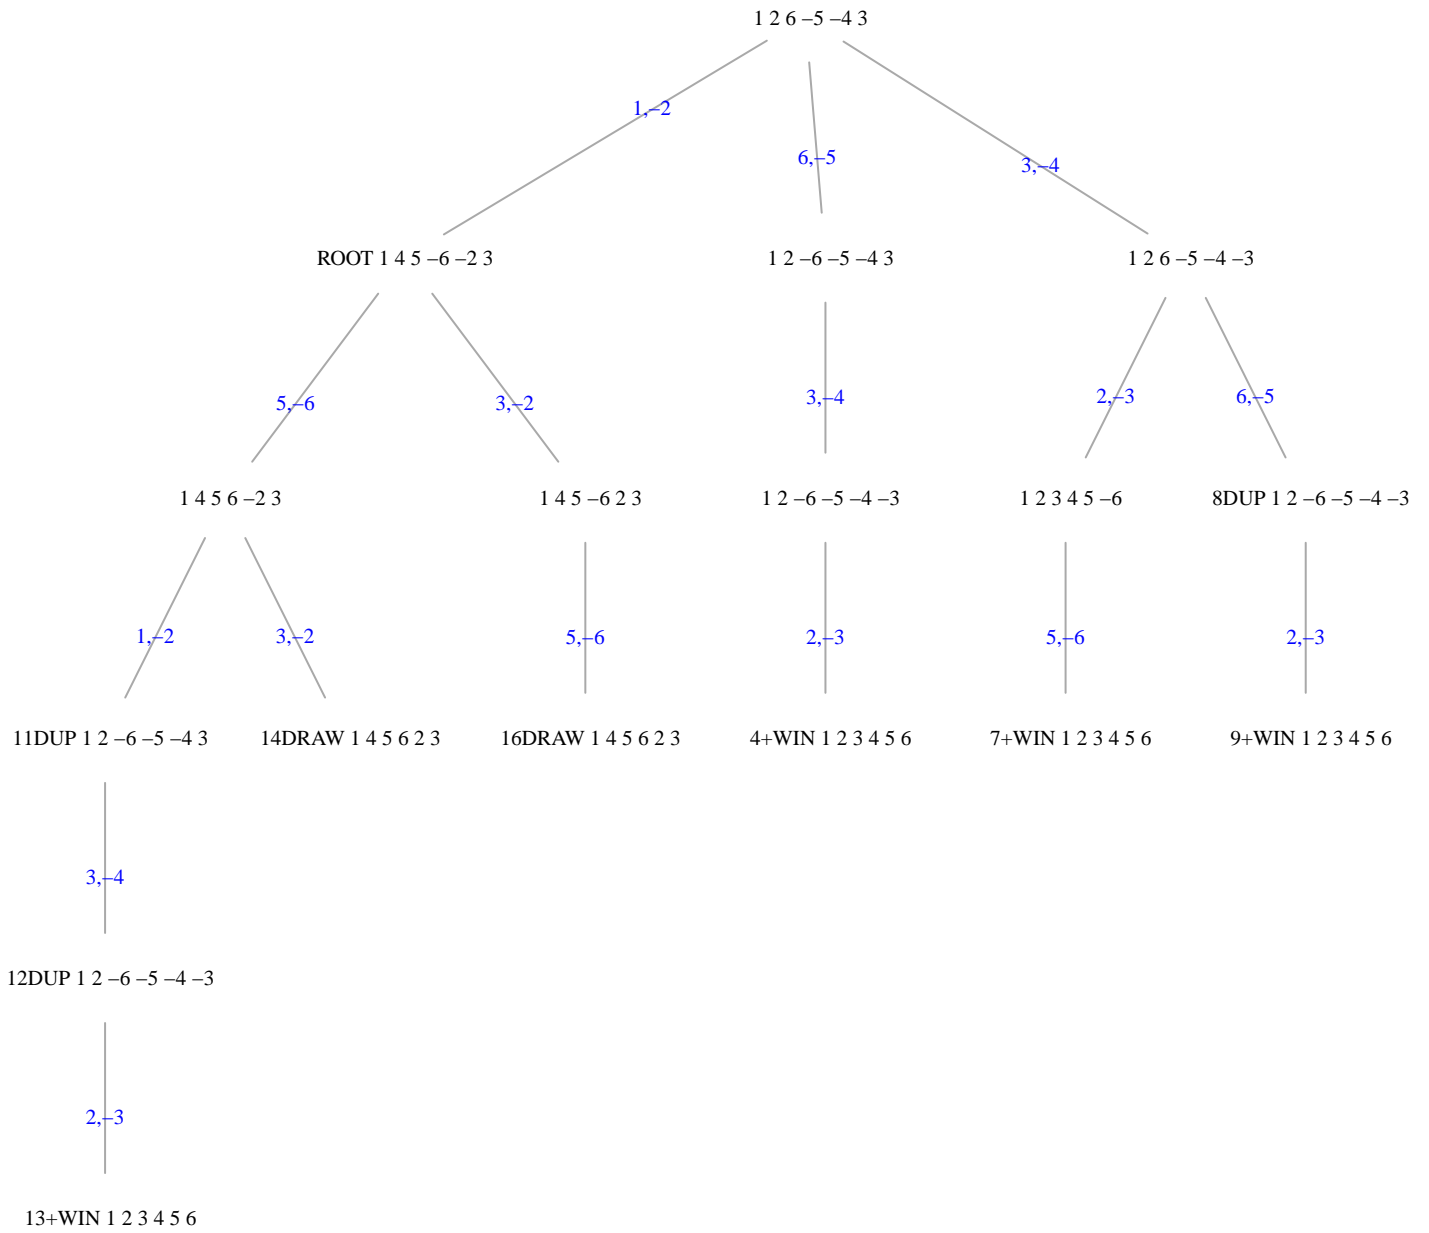 1 2 6 –5 –4 3
1,–2
6,–5
3,–4
ROOT 1 4 5 –6 –2 3
1 2 –6 –5 –4 3
1 2 6 –5 –4 –3
5,–6
3,–2
3,–4
2,–3
6,–5
1 4 5 6 –2 3
1 4 5 –6 2 3
1 2 –6 –5 –4 –3
1 2 3 4 5 –6
8DUP 1 2 –6 –5 –4 –3
1,–2
3,–2
5,–6
2,–3
5,–6
2,–3
11DUP 1 2 –6 –5 –4 3
14DRAW 1 4 5 6 2 3
16DRAW 1 4 5 6 2 3
4+WIN 1 2 3 4 5 6
7+WIN 1 2 3 4 5 6
9+WIN 1 2 3 4 5 6
3,–4
12DUP 1 2 –6 –5 –4 –3
2,–3
13+WIN 1 2 3 4 5 6